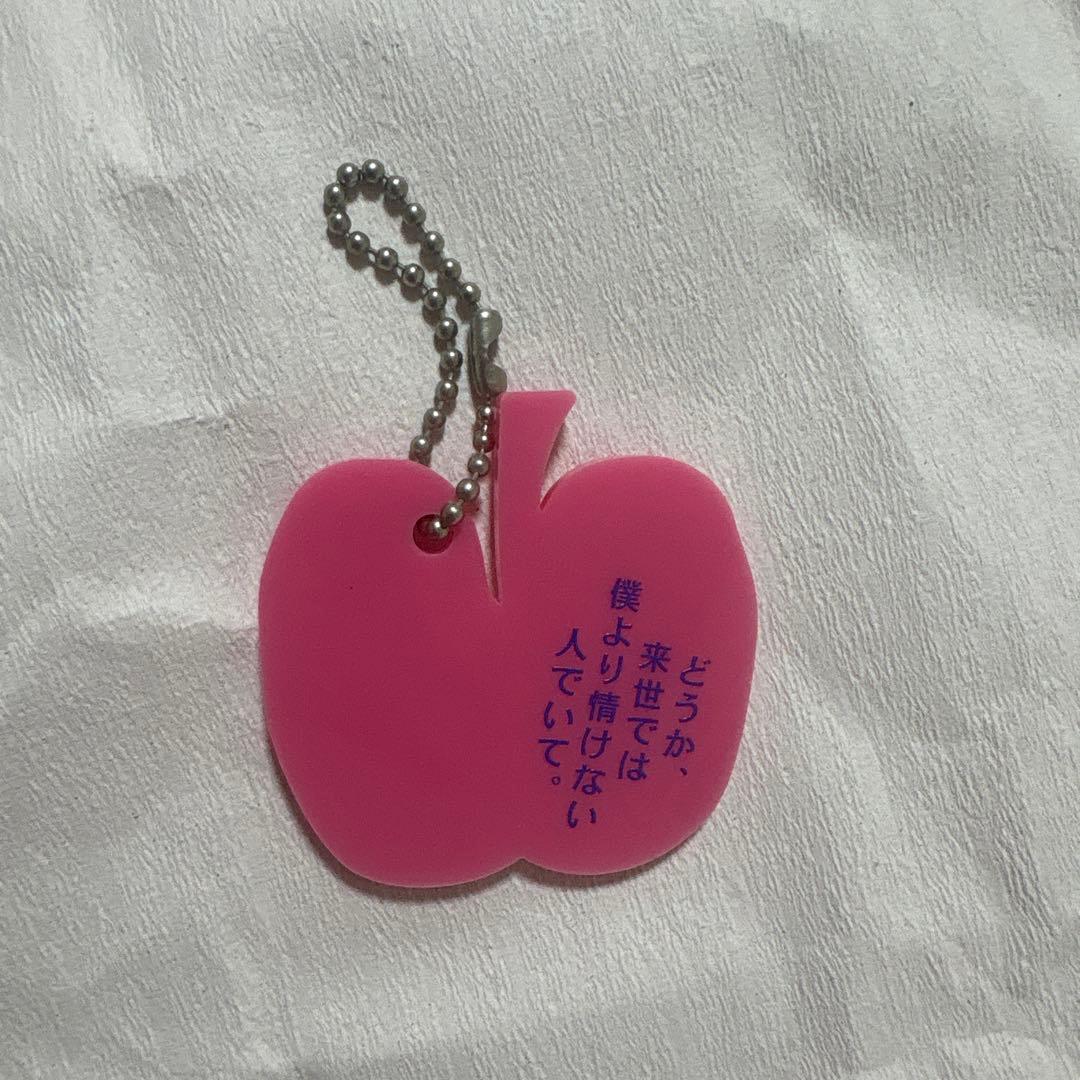 どうか、
来世では
僕より情けない
人でいて。